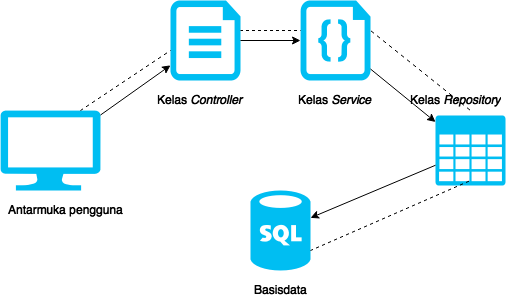 {}
Kelas Controller
Kelas Service
Kelas Repository
Antarmuka pengguna
SQL
Basisdata